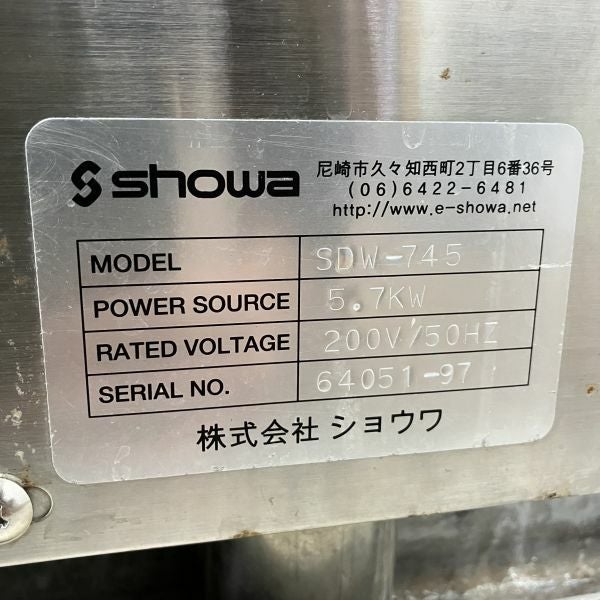 showa
尼崎市久々知西町2丁目6番36号
(06)6422-6481
http://www.e-showa.net
MODEL SDW-745
POWER SOURCE 5.7KW
RATED VOLTAGE 200V/50HZ
SERIAL NO. 64051-97
株式会社 ショウワ